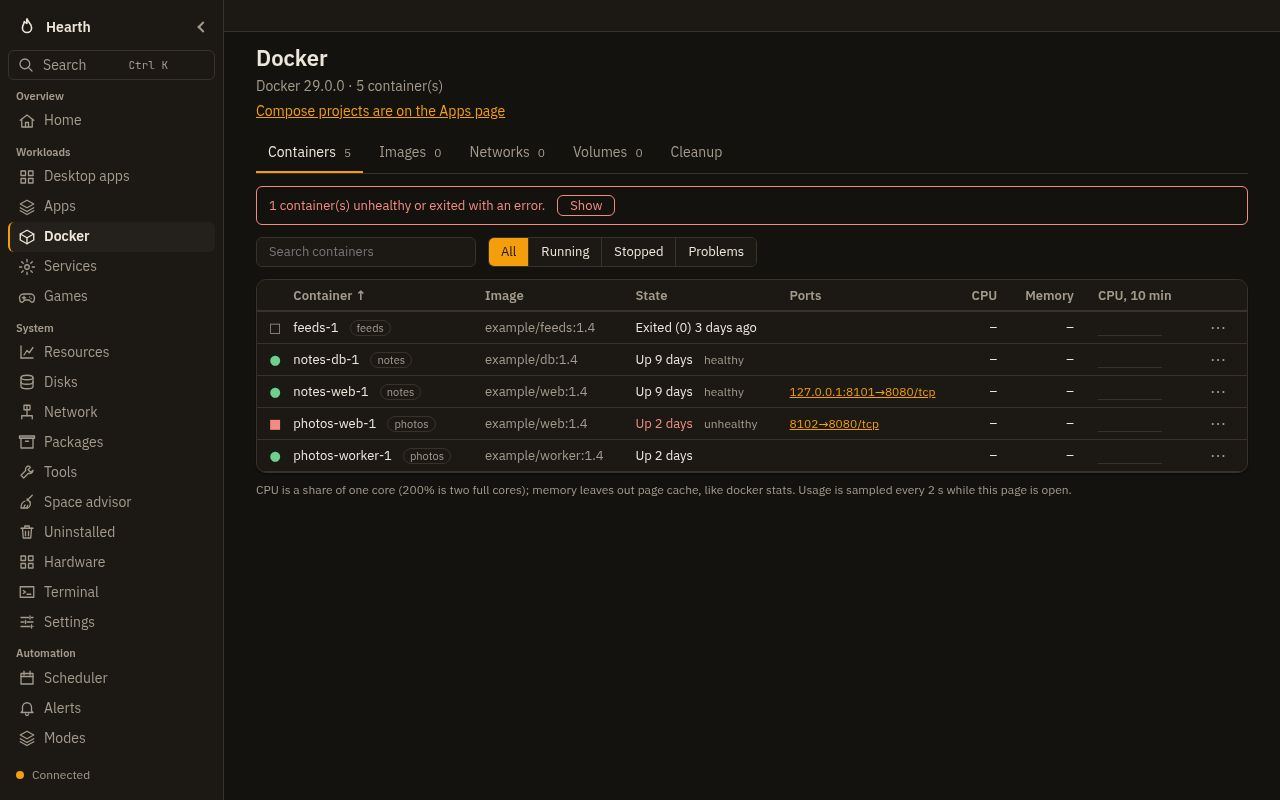 Hearth
Search Ctrl K
Overview
Home
Workloads
Desktop apps
Apps
Docker
Services
Games
System
Resources
Disks
Network
Packages
Tools
Space advisor
Uninstalled
Hardware
Terminal
Settings
Automation
Scheduler
Alerts
Modes
Connected
Docker
Docker 29.0.0 · 5 container(s)
Compose projects are on the Apps page
Containers 5 Images 0 Networks 0 Volumes 0 Cleanup
1 container(s) unhealthy or exited with an error. Show
Search containers All Running Stopped Problems
Container ↑ Image State Ports CPU Memory CPU, 10 min
feeds-1 feeds example/feeds:1.4 Exited (0) 3 days ago – – ···
notes-db-1 notes example/db:1.4 Up 9 days healthy – – ···
notes-web-1 notes example/web:1.4 Up 9 days healthy 127.0.0.1:8101→8080/tcp – – ···
photos-web-1 photos example/web:1.4 Up 2 days unhealthy 8102→8080/tcp – – ···
photos-worker-1 photos example/worker:1.4 Up 2 days – – ···
CPU is a share of one core (200% is two full cores); memory leaves out page cache, like docker stats. Usage is sampled every 2 s while this page is open.